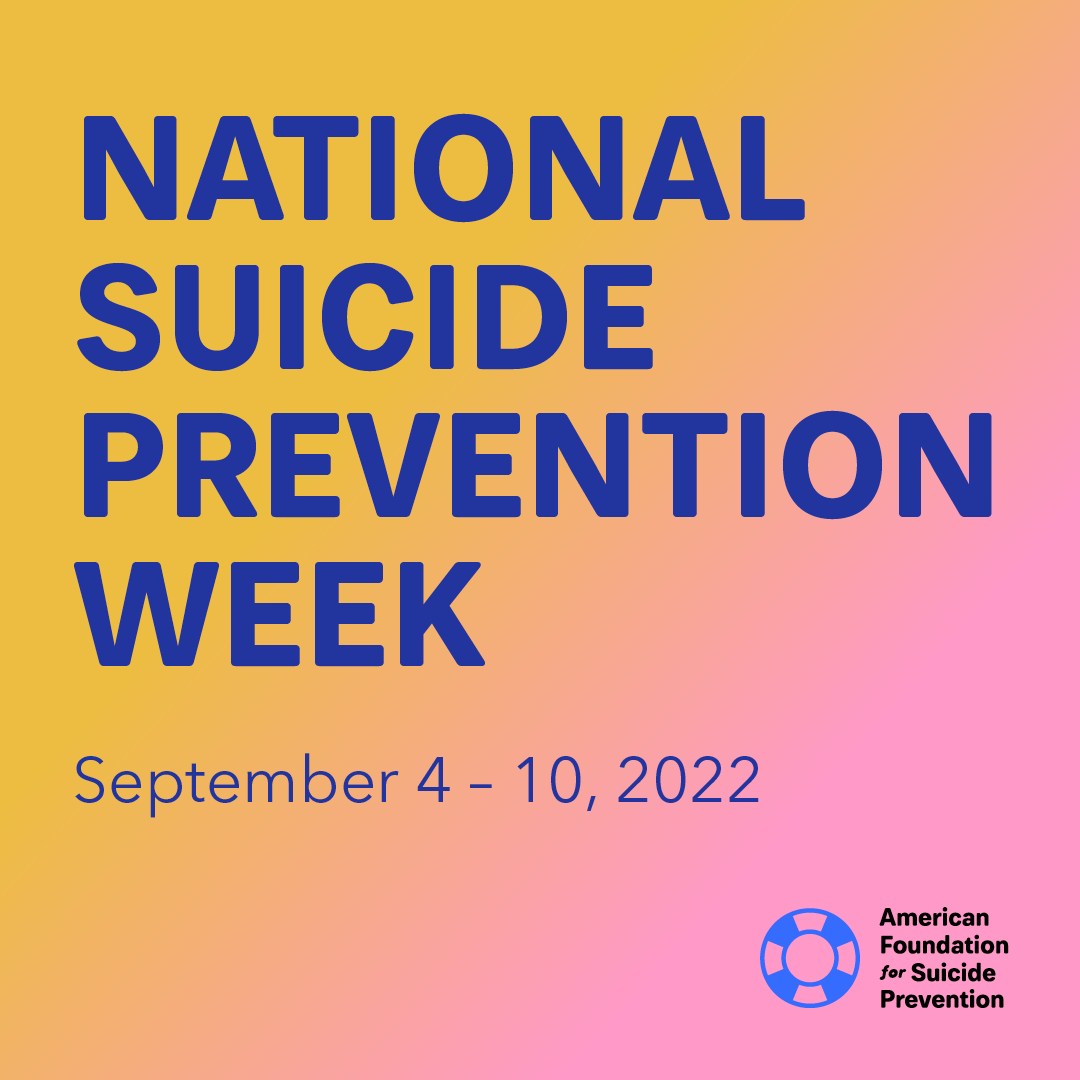 NATIONAL
SUICIDE
PREVENTION
WEEK
September 4 – 10, 2022
American
Foundation
for Suicide
Prevention